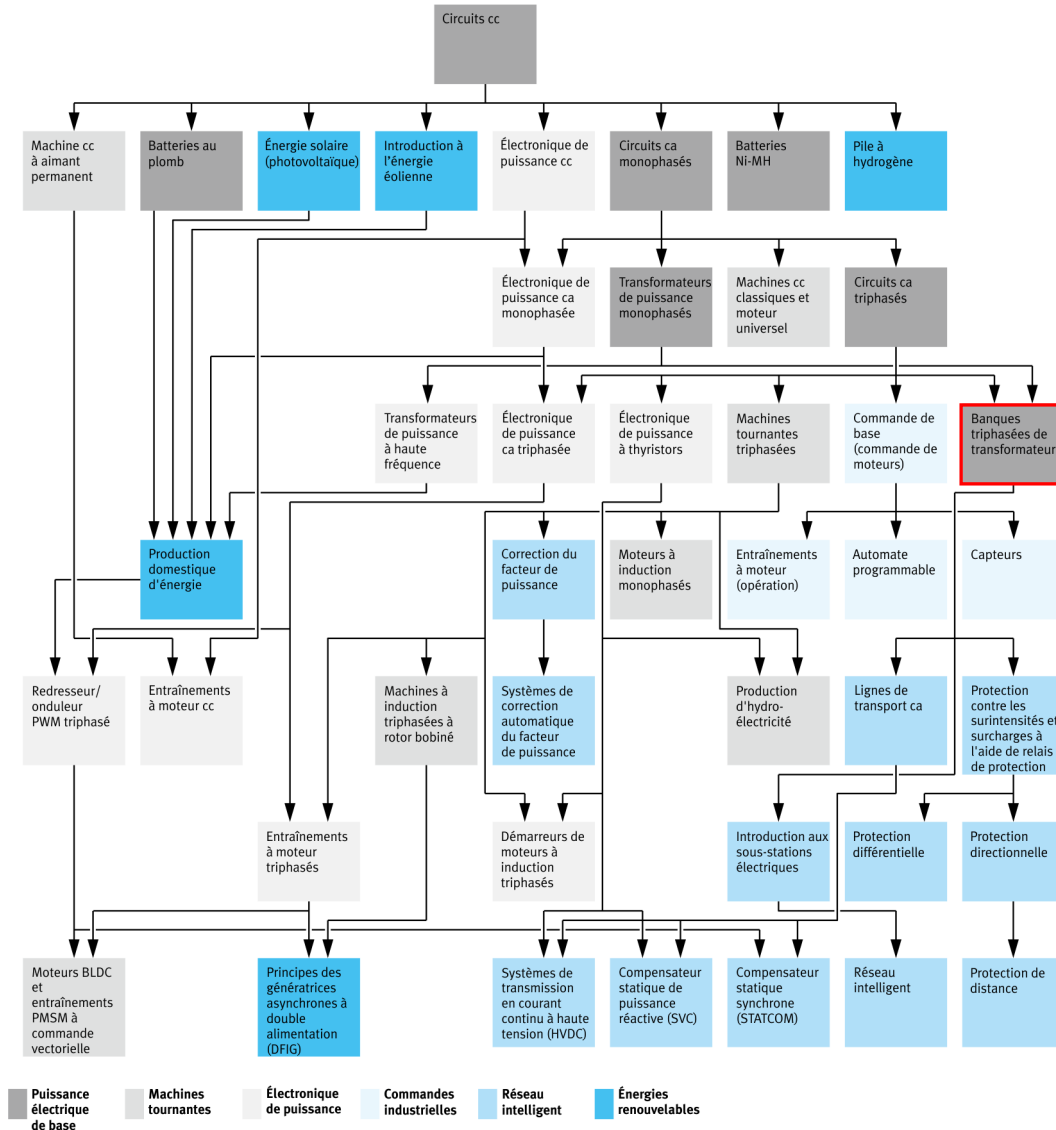 Circuits cc
Machine cc
à aimant
permanent
Batteries au
plomb
Énergie solaire
(photovoltaïque)
Introduction à
l'énergie
éolienne
Électronique de
puissance cc
Circuits ca
monophasés
Batteries
Ni-MH
Pile à
hydrogène
Électronique de
puissance ca
monophasée
Transformateurs
de puissance
monophasés
Machines cc
classiques et
moteur
universel
Circuits ca
triphasés
Transformateurs
de puissance
à haute
fréquence
Électronique
de puissance
ca triphasée
Électronique
de puissance
à thyristors
Machines
tournantes
triphasées
Commande de
base
(commande de
moteurs)
Banques
triphasées de
transformateur
Production
domestique
d'énergie
Correction du
facteur de
puissance
Moteurs à
induction
monophasés
Entraînements
à moteur
(opération)
Automate
programmable
Capteurs
Redresseur/
onduleur
PWM triphasé
Entraînements
à moteur cc
Machines à
induction
triphasées à
rotor bobiné
Systèmes de
correction
automatique
du facteur
de puissance
Production
d'hydro-
électricité
Lignes de
transport ca
Protection
contre les
surintensités et
surcharges à
l'aide de relais
de protection
Entraînements
à moteur
triphasés
Démarreurs de
moteurs à
induction
triphasés
Introduction aux
sous-stations
électriques
Protection
différentielle
Protection
directionnelle
Moteurs BLDC
et
entraînements
PMSM à
commande
vectorielle
Principes des
génératrices
asynchrones à
double
alimentation
(DFIG)
Systèmes de
transmission
en courant
continu à haute
tension (HVDC)
Compensateur
statique de
puissance
réactive (SVC)
Compensateur
statique
synchrone
(STATCOM)
Réseau
intelligent
Protection de
distance
Puissance
électrique
de base
Machines
tournantes
Électronique
de puissance
Commandes
industrielles
Réseau
intelligent
Énergies
renouvelables